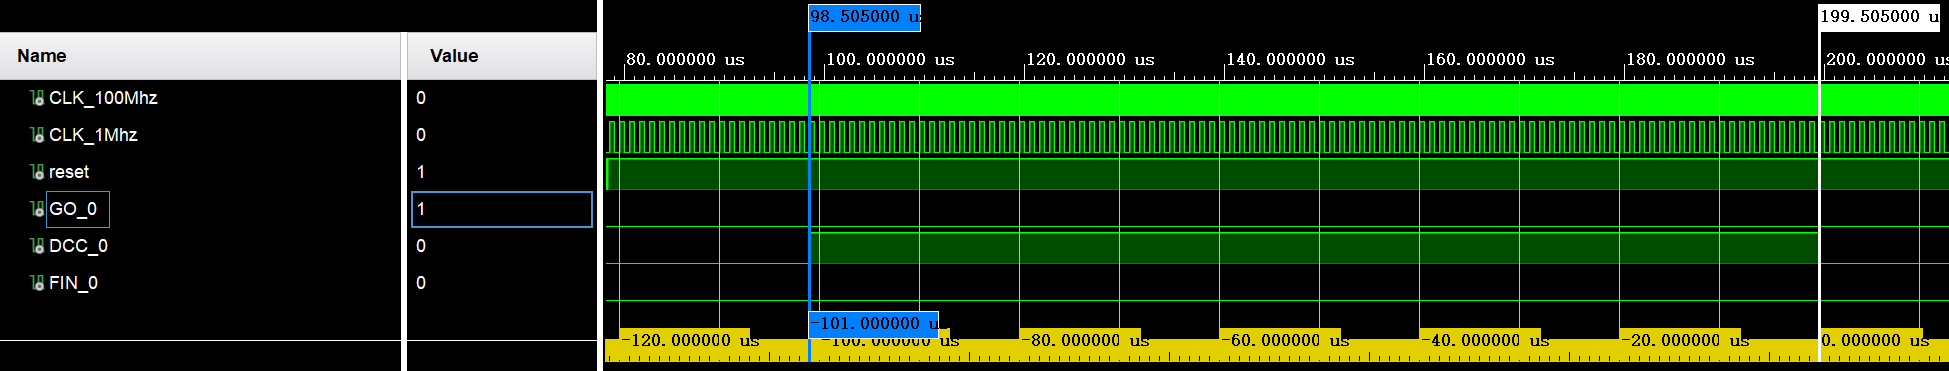 98.505000 u
199.505000 u
Name
Value
80.000000 us
100.000000 us
120.000000 us
140.000000 us
160.000000 us
180.000000 us
200.000000 us
CLK_100Mhz
0
CLK_1Mhz
0
reset
1
GO_0
1
DCC_0
0
FIN_0
0
-101.000000 u
-120.000000 us
-100.000000 us
-80.000000 us
-60.000000 us
-40.000000 us
-20.000000 us
0.000000 us